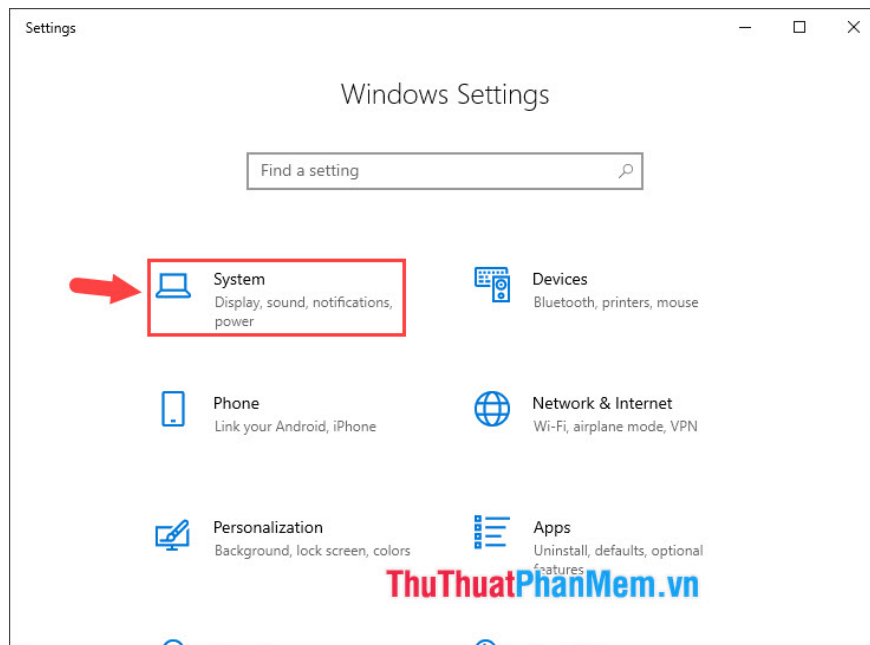 Settings
Windows Settings
Find a setting
System
Display, sound, notifications,
power
Devices
Bluetooth, printers, mouse
Phone
Link your Android, iPhone
Network & Internet
Wi-Fi, airplane mode, VPN
Personalization
Background, lock screen, colors
Apps
Uninstall, defaults, optional
features
ThuThuatPhanMem.vn